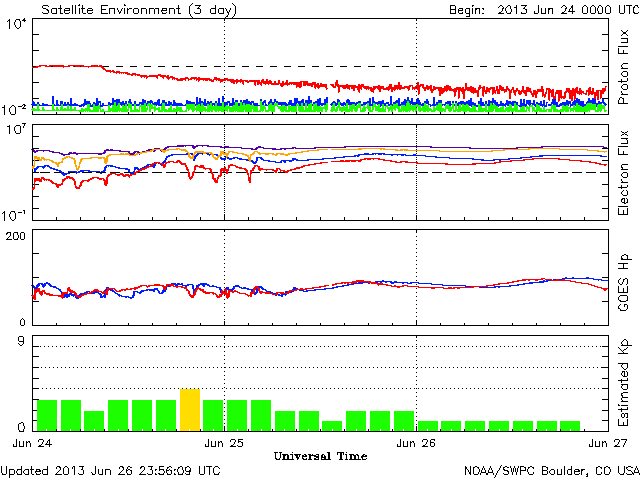 Satellite Environment (3 day)
Begin: 2013 Jun 24 0000 UTC
10⁴
10⁻²
Proton Flux
10⁷
10⁻¹
Electron Flux
200
0
GOES Hp
9
0
Estimated Kp
Jun 24 Jun 25 Jun 26 Jun 27
Universal Time
Updated 2013 Jun 26 23:56:09 UTC
NOAA/SWPC Boulder, CO USA